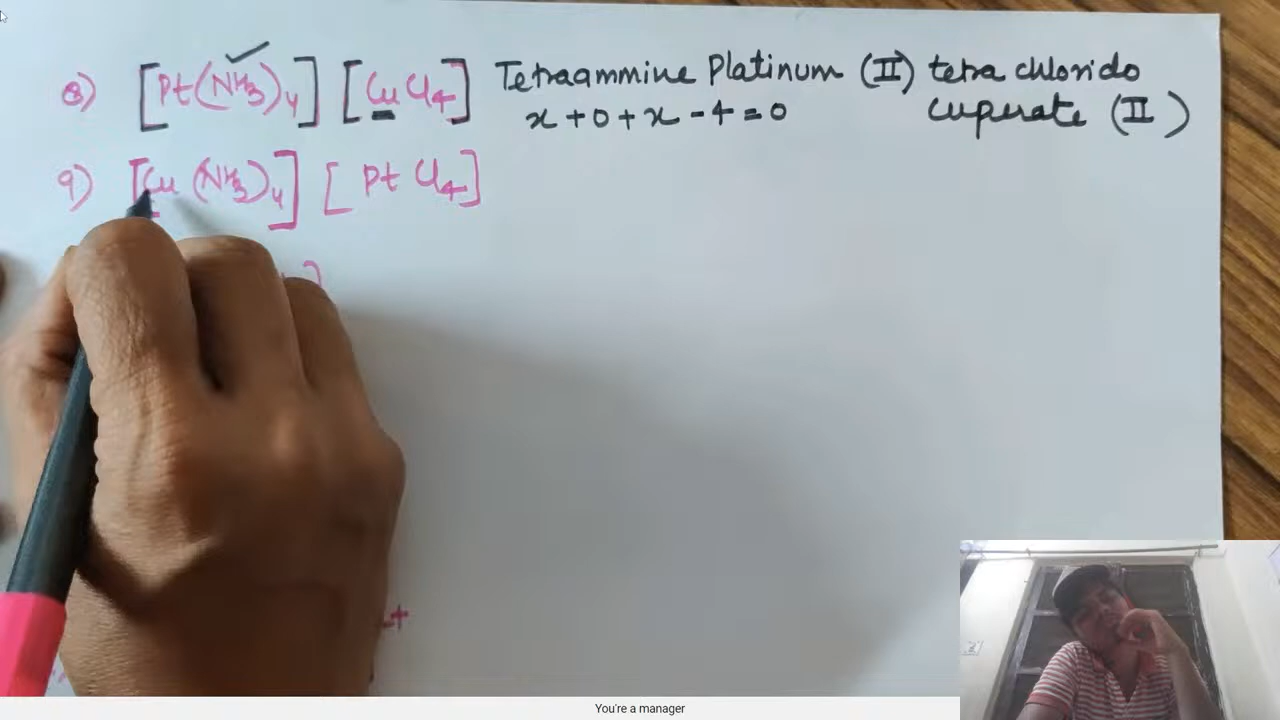 8) [Pt(NH3)4] [CuCl4] Tetraammine Platinum (II) tetra chlorido
x + 0 + x - 4 = 0 cuperate (II)
9) [Cu(NH3)4] [PtCl4]
You're a manager